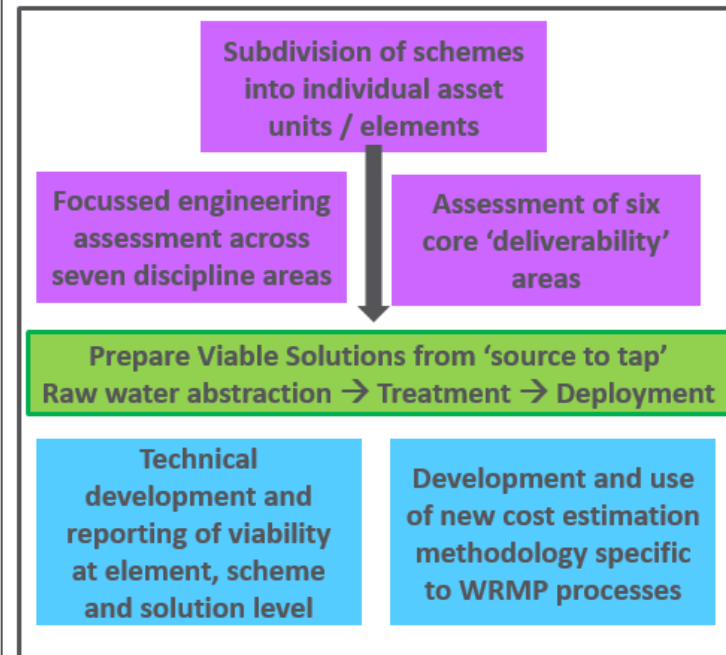 Subdivision of schemes
into individual asset
units / elements
Focussed engineering
assessment across
seven discipline areas
Assessment of six
core ‘deliverability’
areas
Prepare Viable Solutions from ‘source to tap’
Raw water abstraction → Treatment → Deployment
Technical
development and
reporting of viability
at element, scheme
and solution level
Development and use
of new cost estimation
methodology specific
to WRMP processes